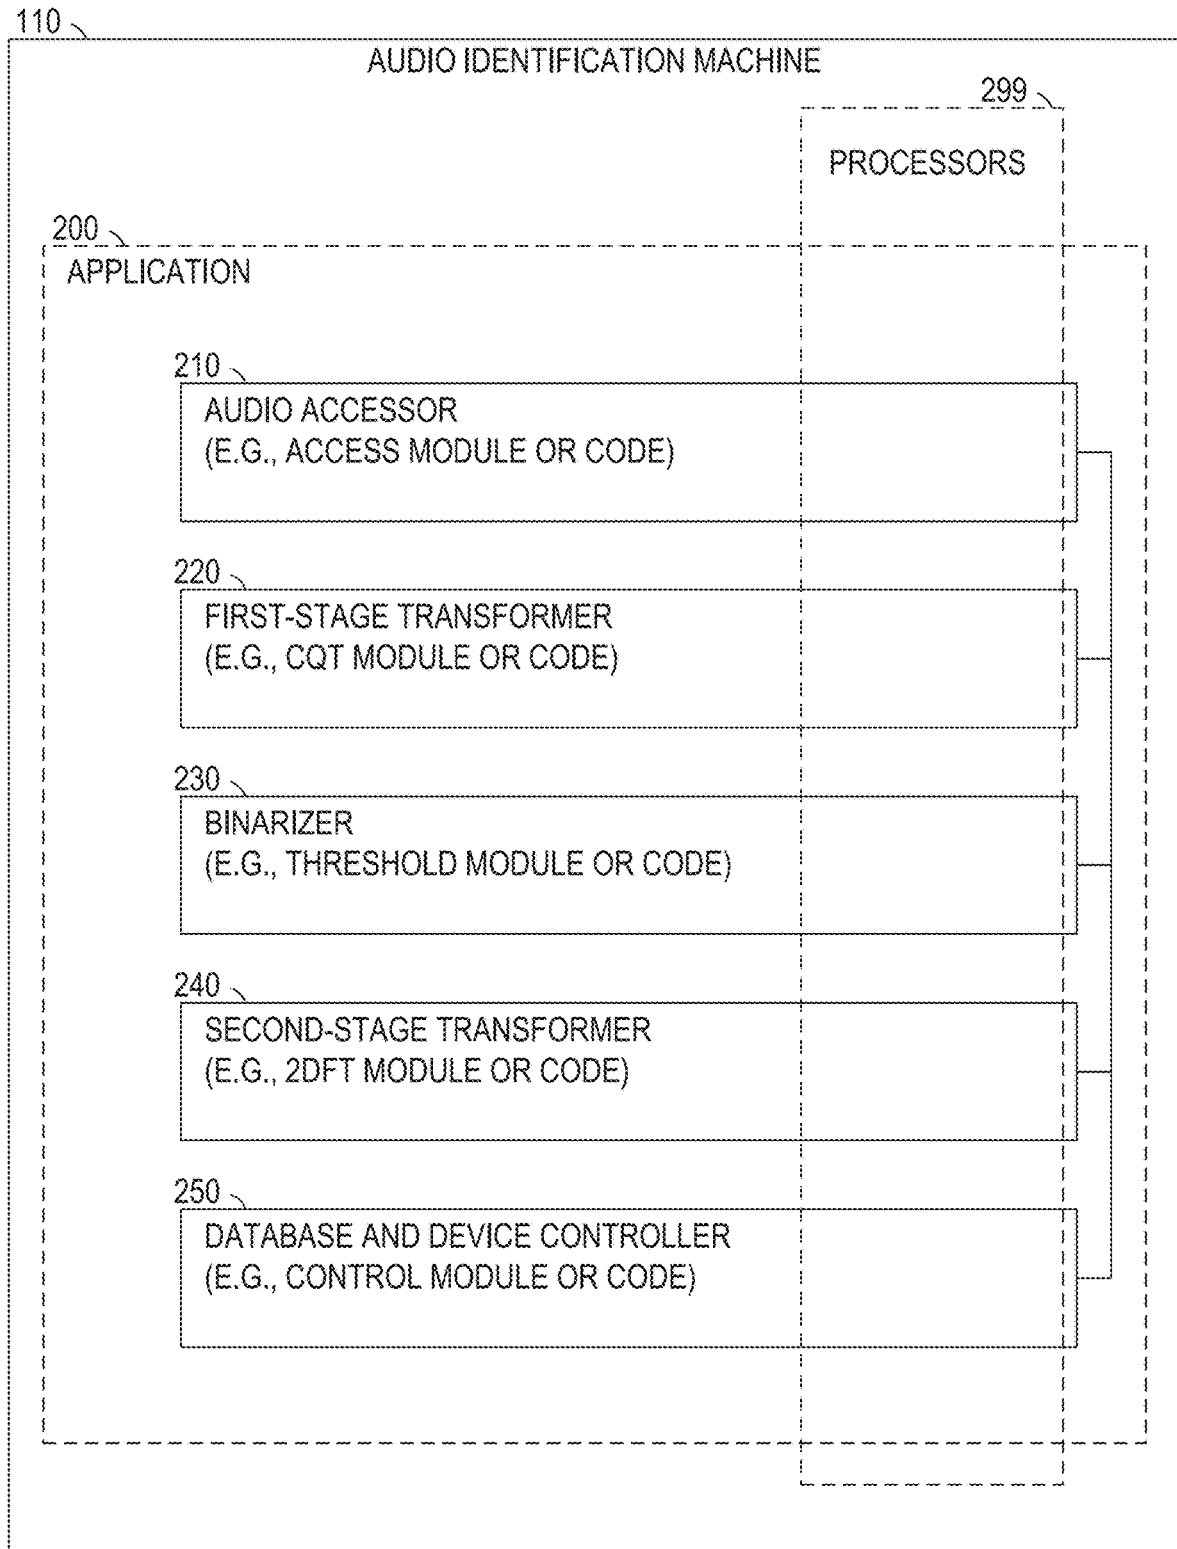 110
AUDIO IDENTIFICATION MACHINE
299
PROCESSORS
200
APPLICATION
210
AUDIO ACCESSOR
(E.G., ACCESS MODULE OR CODE)
220
FIRST-STAGE TRANSFORMER
(E.G., CQT MODULE OR CODE)
230
BINARIZER
(E.G., THRESHOLD MODULE OR CODE)
240
SECOND-STAGE TRANSFORMER
(E.G., 2DFT MODULE OR CODE)
250
DATABASE AND DEVICE CONTROLLER
(E.G., CONTROL MODULE OR CODE)